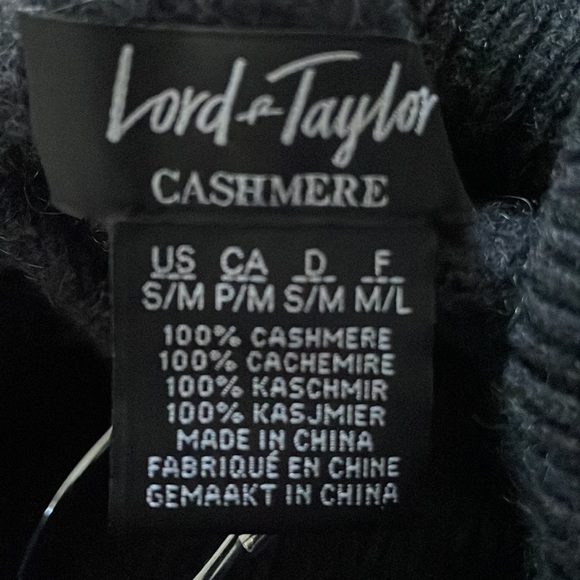 Lord & Taylor
CASHMERE
US CA D F
S/M P/M S/M M/L
100% CASHMERE
100% CACHEMIRE
100% KASCHMIR
100% KASJMIER
MADE IN CHINA
FABRIQUÉ EN CHINE
GEMAAKT IN CHINA